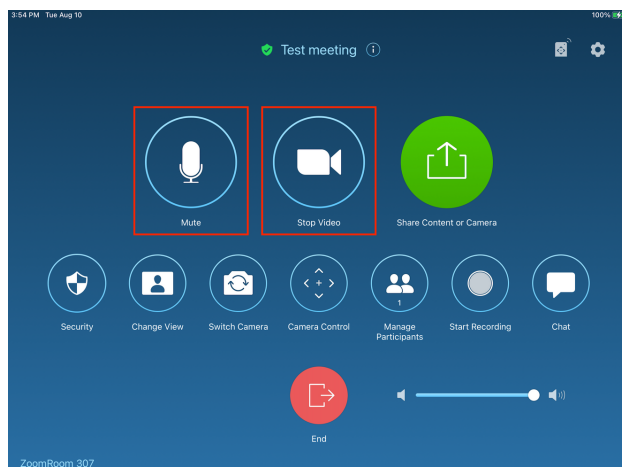 3:54 PM Tue Aug 10
100%
Test meeting
Mute
Stop Video
Share Content or Camera
Security
Change View
Switch Camera
Camera Control
1
Manage
Participants
Start Recording
Chat
End
ZoomRoom 307